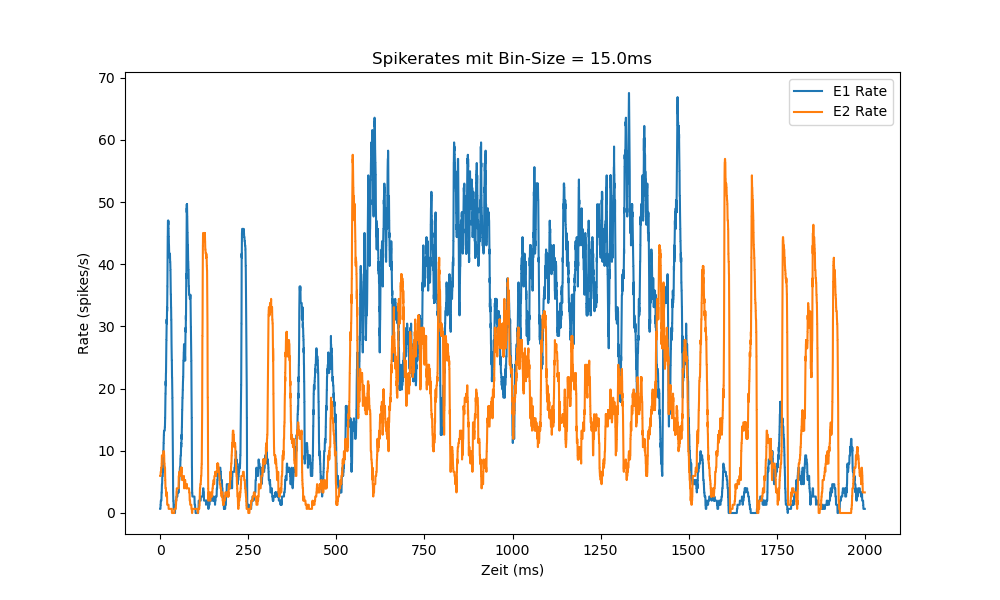 Spikerates mit Bin-Size = 15.0ms
E1 Rate
E2 Rate
Rate (spikes/s)
70
60
50
40
30
20
10
0
0 250 500 750 1000 1250 1500 1750 2000
Zeit (ms)